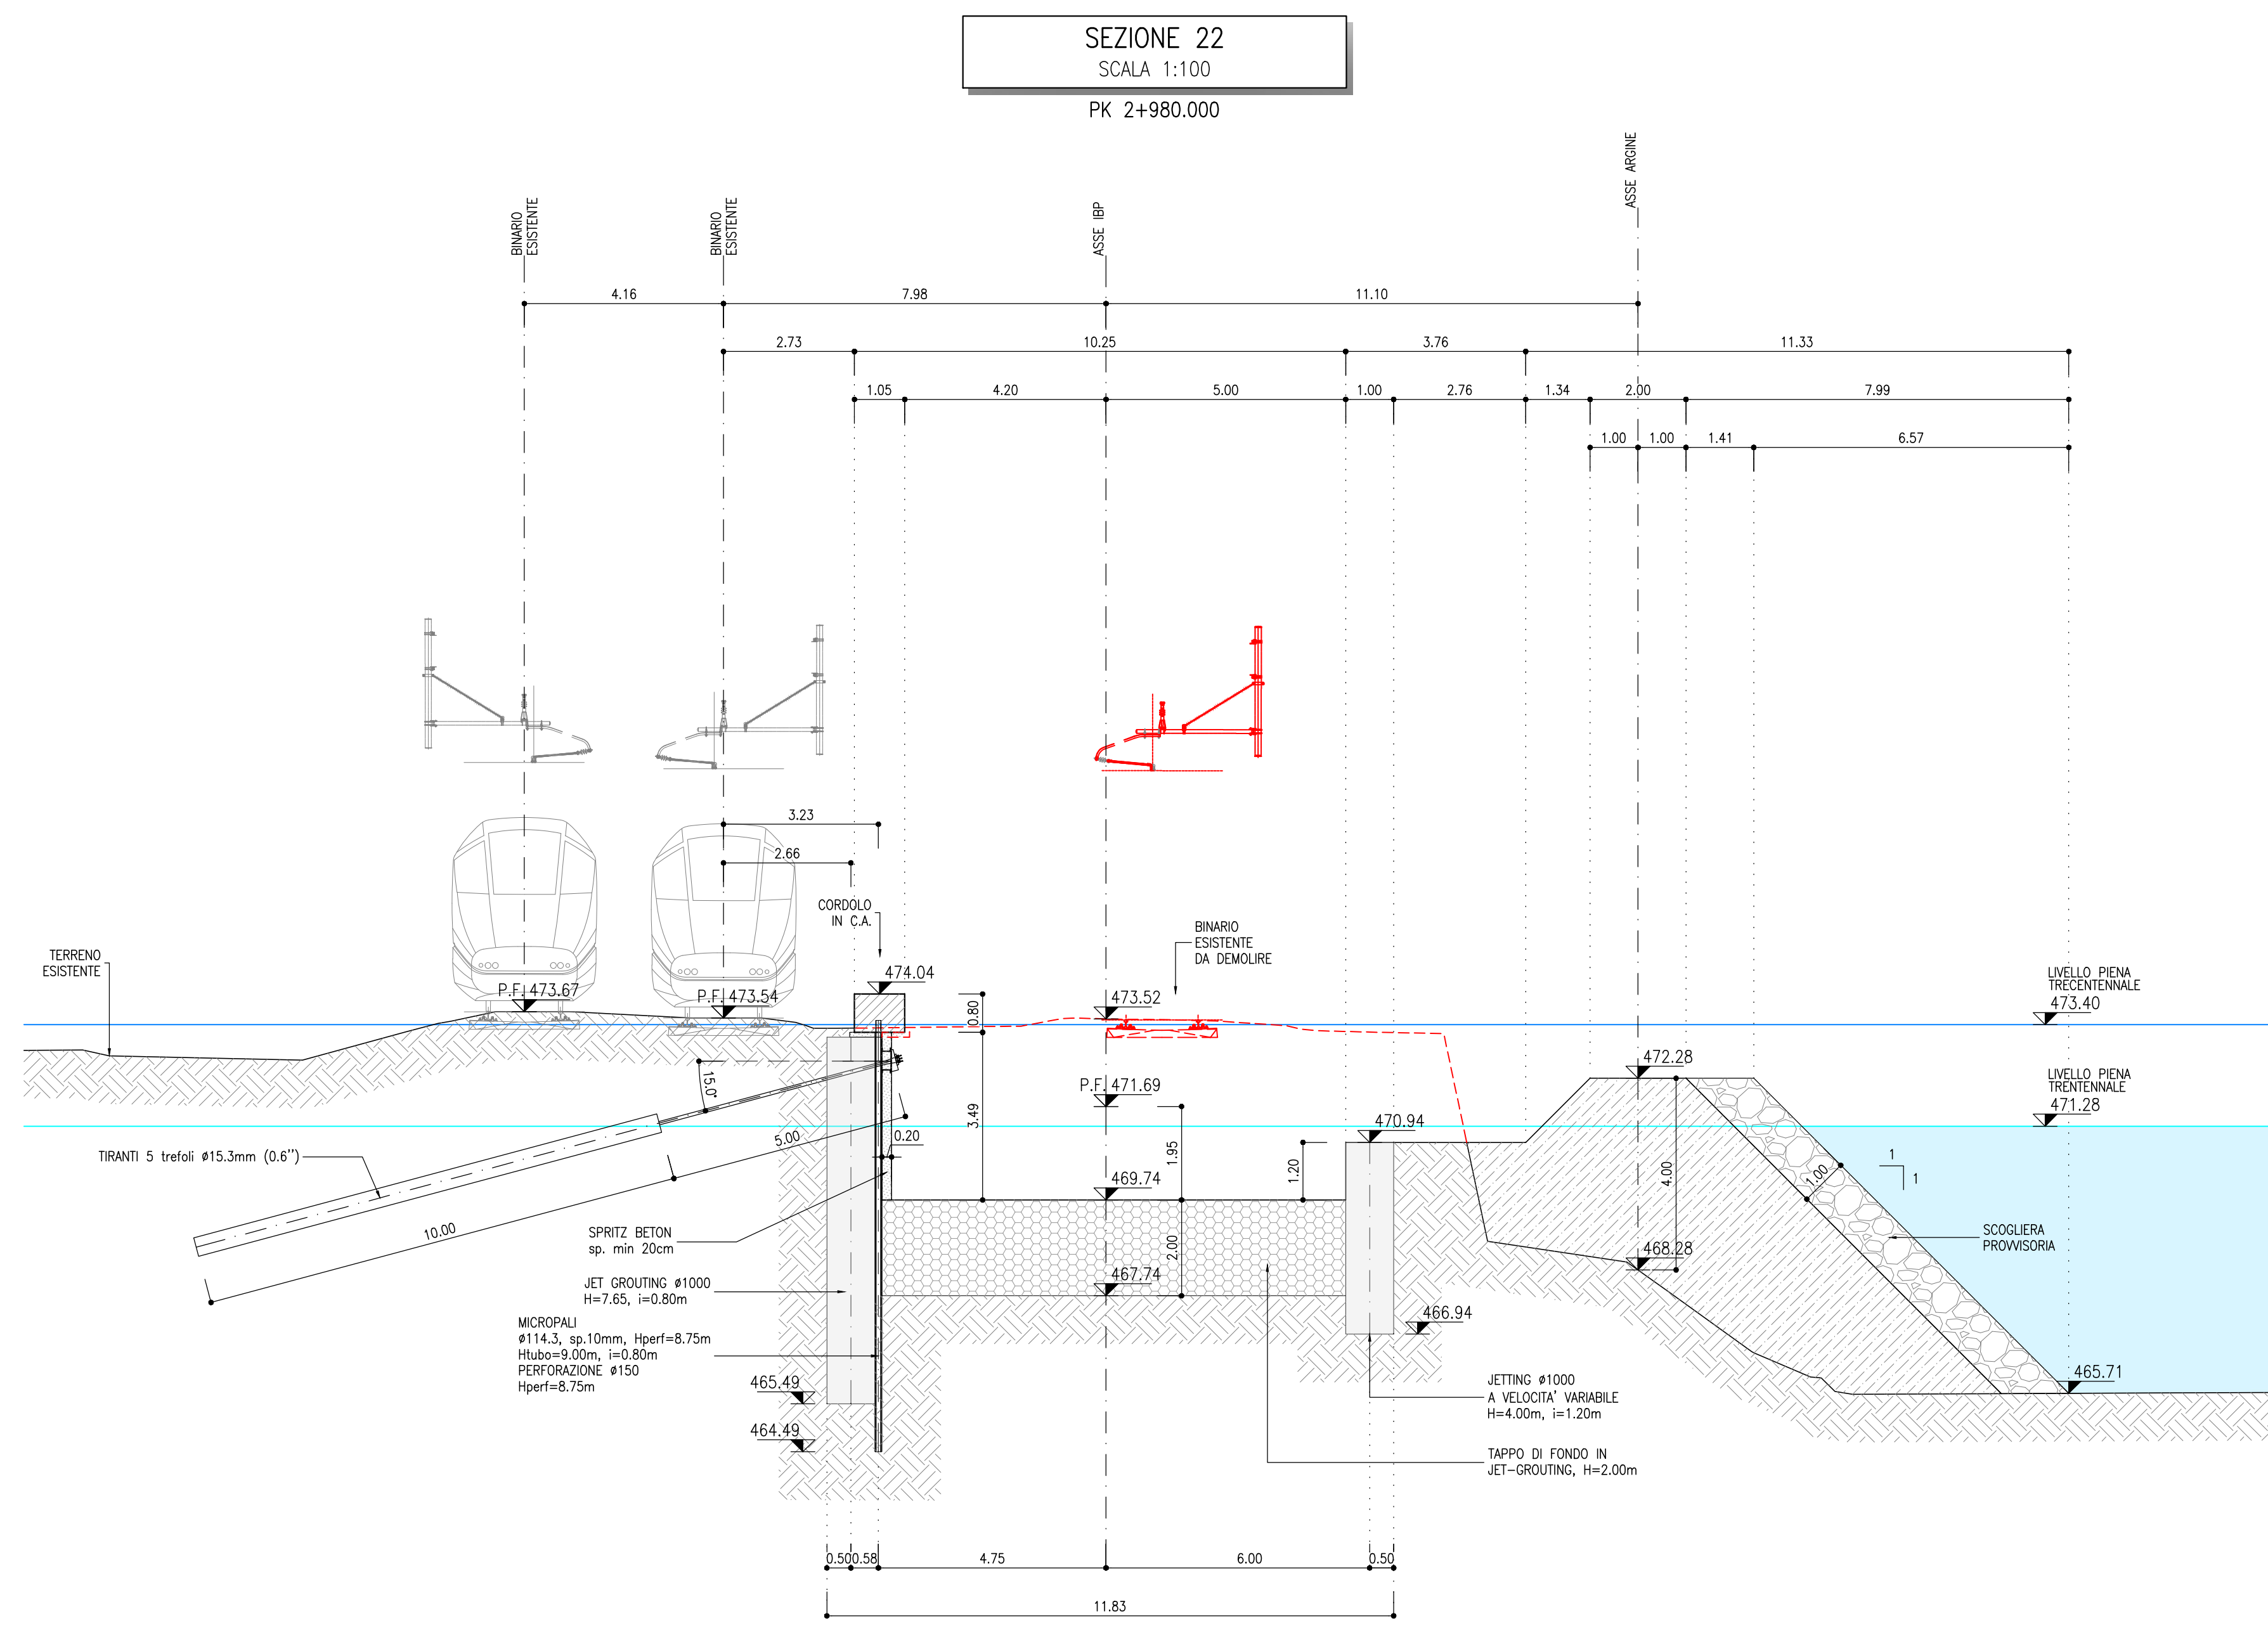 SEZIONE 22
SCALA 1:100
PK 2+980.000
BINARIO
ESISTENTE
BINARIO
ESISTENTE
ASSE IBP
ASSE ARGINE
4.16
7.98
11.10
2.73
10.25
3.76
11.33
1.05
4.20
5.00
1.00
2.76
1.34
2.00
7.99
1.00
1.00
1.41
6.57
3.23
2.66
CORDOLO
IN C.A.
BINARIO
ESISTENTE
DA DEMOLIRE
TERRENO
ESISTENTE
P.F. 473.67
P.F. 473.54
474.04
0.80
473.52
LIVELLO PIENA
TRECENTENNALE
473.40
472.28
LIVELLO PIENA
TRENTENNALE
471.28
P.F. 471.69
15.0°
3.49
1.95
470.94
1.20
5.00
0.20
TIRANTI 5 trefoli ø15.3mm (0.6'')
10.00
469.74
4.00
1.00
1
1
SPRITZ BETON
sp. min 20cm
2.00
468.28
SCOGLIERA
PROVVISORIA
JET GROUTING ø1000
H=7.65, i=0.80m
467.74
466.94
MICROPALI
ø114.3, sp.10mm, Hperf=8.75m
Htubo=9.00m, i=0.80m
PERFORAZIONE ø150
Hperf=8.75m
465.49
464.49
465.71
JETTING ø1000
A VELOCITA' VARIABILE
H=4.00m, i=1.20m
TAPPO DI FONDO IN
JET-GROUTING, H=2.00m
0.50
0.58
4.75
6.00
0.50
11.83